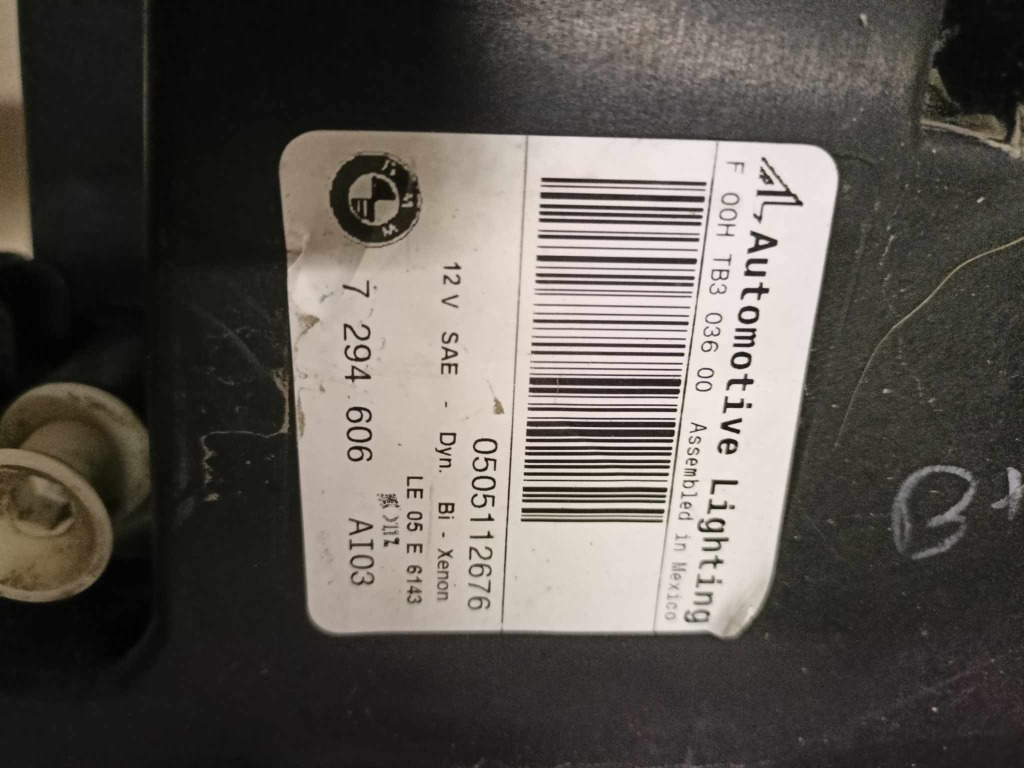 Automotive Lighting
F 00H TB3 036 00 Assembled in Mexico
0505112676
12 V SAE - Dyn. Bi - Xenon
LE 05 E 6143
7 294 606 AI03
B+